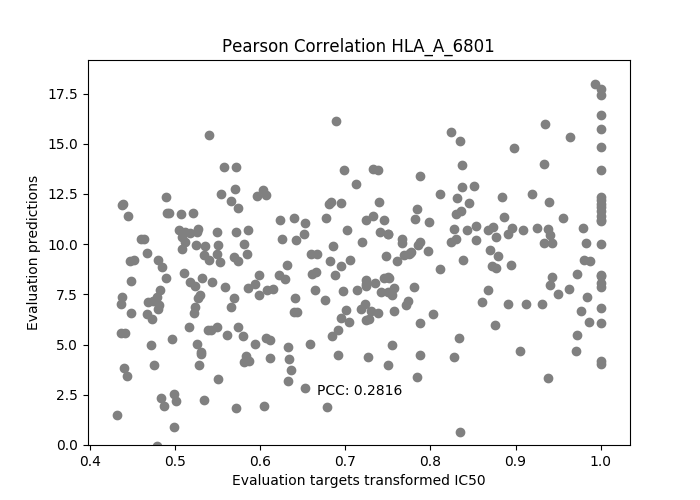 Pearson Correlation HLA_A_6801
Evaluation predictions
17.5
15.0
12.5
10.0
7.5
5.0
2.5
0.0
PCC: 0.2816
0.4 0.5 0.6 0.7 0.8 0.9 1.0
Evaluation targets transformed IC50